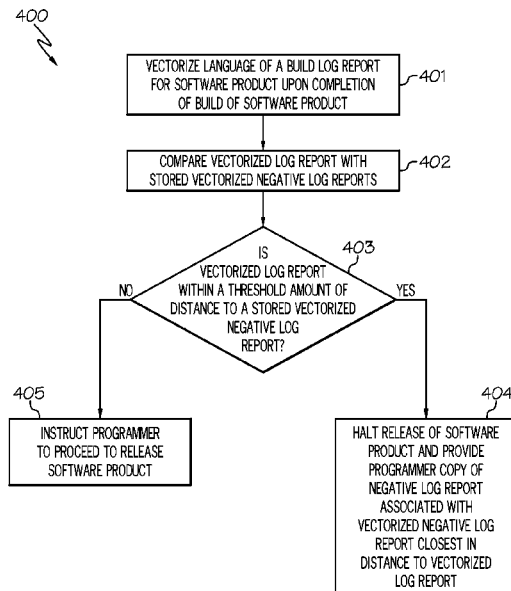 400
VECTORIZE LANGUAGE OF A BUILD LOG REPORT
FOR SOFTWARE PRODUCT UPON COMPLETION
OF BUILD OF SOFTWARE PRODUCT
401
COMPARE VECTORIZED LOG REPORT WITH
STORED VECTORIZED NEGATIVE LOG REPORTS
402
403
IS
VECTORIZED LOG REPORT
WITHIN A THRESHOLD AMOUNT OF
DISTANCE TO A STORED VECTORIZED
NEGATIVE LOG
REPORT?
NO
YES
405
INSTRUCT PROGRAMMER
TO PROCEED TO RELEASE
SOFTWARE PRODUCT
404
HALT RELEASE OF SOFTWARE
PRODUCT AND PROVIDE
PROGRAMMER COPY OF
NEGATIVE LOG REPORT
ASSOCIATED WITH
VECTORIZED NEGATIVE LOG
REPORT CLOSEST IN
DISTANCE TO VECTORIZED
LOG REPORT